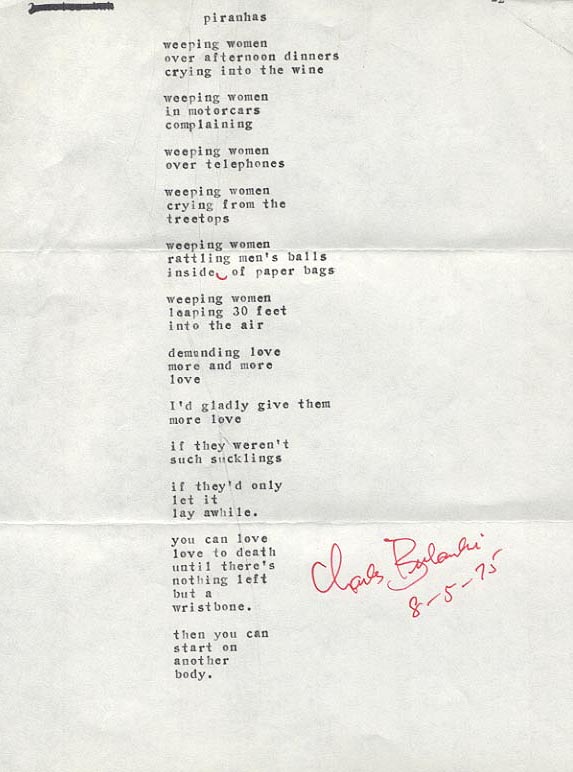 piranhas
weeping women
over afternoon dinners
crying into the wine
weeping women
in motorcars
complaining
weeping women
over telephones
weeping women
crying from the
treetops
weeping women
rattling men's balls
inside of paper bags
weeping women
leaping 30 feet
into the air
demanding love
more and more
love
I'd gladly give them
more love
if they weren't
such sucklings
if they'd only
let it
lay awhile.
you can love
love to death
until there's
nothing left
but a
wristbone.
Charles Bukowski
8-5-75
then you can
start on
another
body.